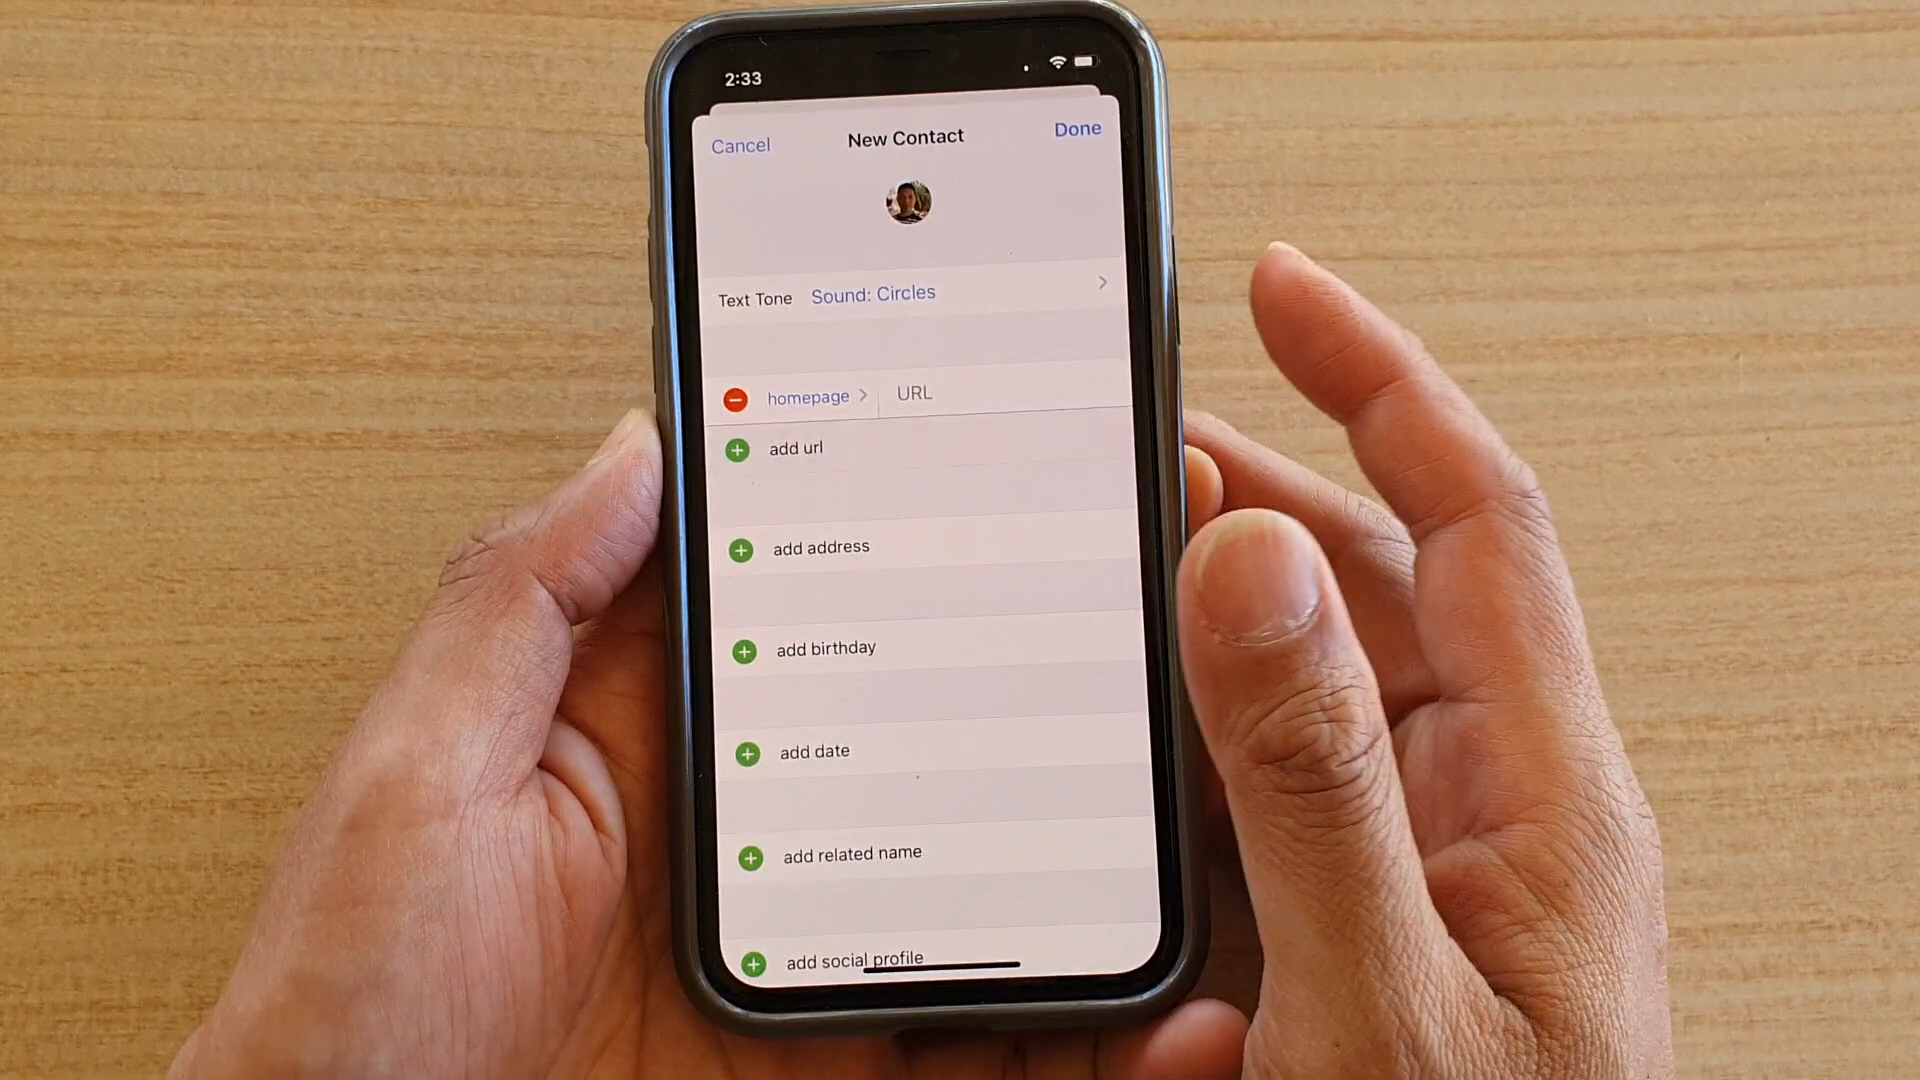 2:33
Cancel New Contact Done
Text Tone Sound: Circles
homepage URL
add url
add address
add birthday
add date
add related name
add social profile